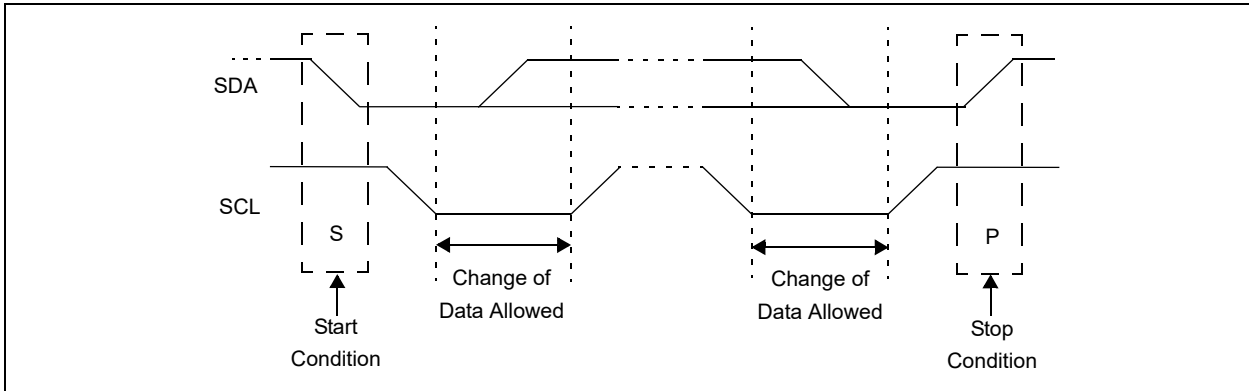 SDA
SCL
S
P
Change of
Data Allowed
Change of
Data Allowed
Start
Condition
Stop
Condition